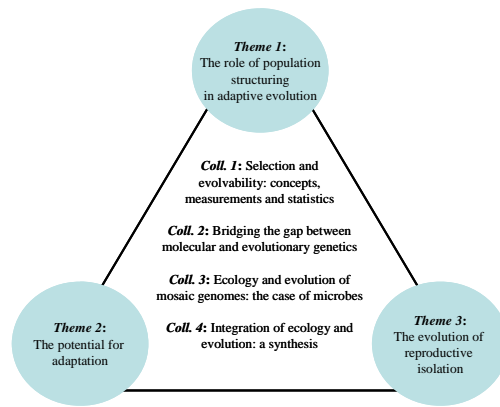 Theme 1:
The role of population
structuring
in adaptive evolution
Coll. 1: Selection and
evolvability: concepts,
measurements and statistics
Coll. 2: Bridging the gap between
molecular and evolutionary genetics
Coll. 3: Ecology and evolution of
mosaic genomes: the case of microbes
Coll. 4: Integration of ecology and
evolution: a synthesis
Theme 2:
The potential for
adaptation
Theme 3:
The evolution of
reproductive
isolation